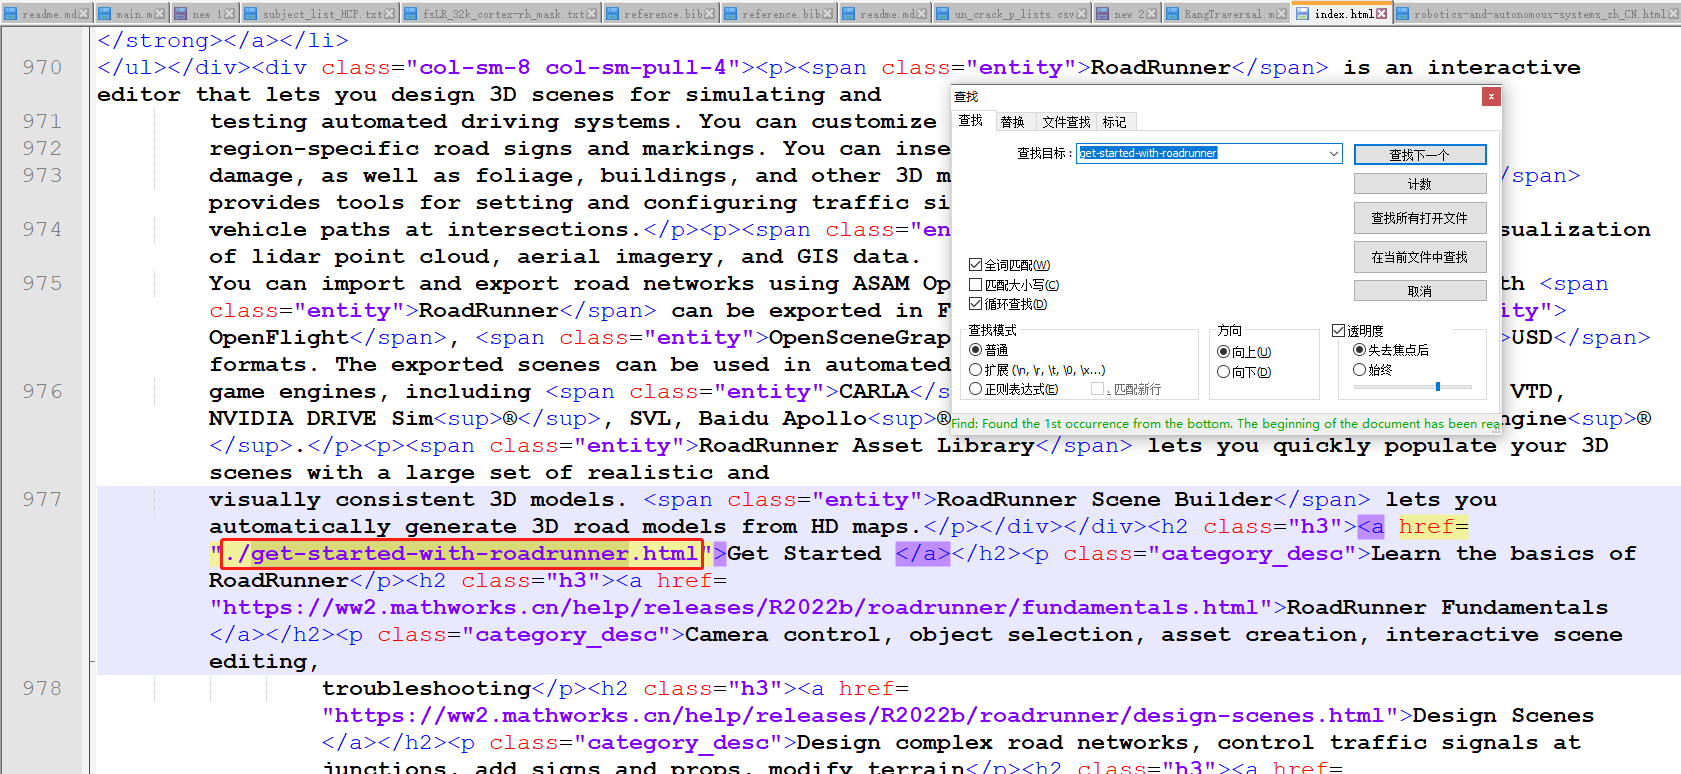 readme.md main.m new 1 subject_list_HCP.txt fsLR_32k_cortex-rh_mask.txt reference.bib reference.bib readme.md un_crack_p_lists.csv new 2 RangTraversal.m index.html robotics-and-autonomous-systems_zh_CN.html
</strong></a></li>
970 </ul></div><div class="col-sm-8 col-sm-pull-4"><p><span class="entity">RoadRunner</span> is an interactive
editor that lets you design 3D scenes for simulating and
971 testing automated driving systems. You can customize
972 region-specific road signs and markings. You can inse
973 damage, as well as foliage, buildings, and other 3D m /span>
provides tools for setting and configuring traffic si
974 vehicle paths at intersections.</p><p><span class="en sualization
of lidar point cloud, aerial imagery, and GIS data.
975 You can import and export road networks using ASAM Op th <span
class="entity">RoadRunner</span> can be exported in F ity">
OpenFlight</span>, <span class="entity">OpenSceneGrap >USD</span>
formats. The exported scenes can be used in automated
976 game engines, including <span class="entity">CARLA</s VTD,
NVIDIA DRIVE Sim<sup>®</sup>, SVL, Baidu Apollo<sup>® ngine<sup>®
</sup>.</p><p><span class="entity">RoadRunner Asset Library</span> lets you quickly populate your 3D
scenes with a large set of realistic and
977 visually consistent 3D models. <span class="entity">RoadRunner Scene Builder</span> lets you
automatically generate 3D road models from HD maps.</p></div></div><h2 class="h3"><a href=
"./get-started-with-roadrunner.html">Get Started </a></h2><p class="category_desc">Learn the basics of
RoadRunner</p><h2 class="h3"><a href=
"https://ww2.mathworks.cn/help/releases/R2022b/roadrunner/fundamentals.html">RoadRunner Fundamentals
</a></h2><p class="category_desc">Camera control, object selection, asset creation, interactive scene
editing,
978 troubleshooting</p><h2 class="h3"><a href=
"https://ww2.mathworks.cn/help/releases/R2022b/roadrunner/design-scenes.html">Design Scenes
</a></h2><p class="category_desc">Design complex road networks, control traffic signals at
junctions, add signs and props, modify terrain</p><h2 class="h3"><a href=
查找 x
查找 替换 文件查找 标记
查找目标： get-started-with-roadrunner 查找下一个
计数
查找所有打开文件
在当前文件中查找
取消
全词匹配(W)
匹配大小写(C)
循环查找(D)
查找模式
普通
扩展 (\n, \r, \t, \0, \x...)
正则表达式(E) . 匹配新行
方向
向上(U)
向下(D)
透明度
失去焦点后
始终
Find: Found the 1st occurrence from the bottom. The beginning of the document has been rea